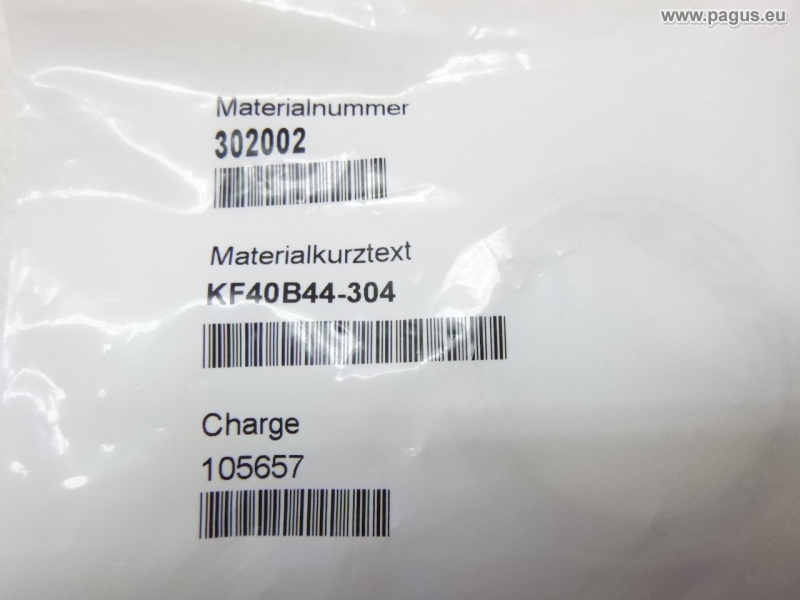 www.pagus.eu
Materialnummer
302002
Materialkurztext
KF40B44-304
Charge
105657